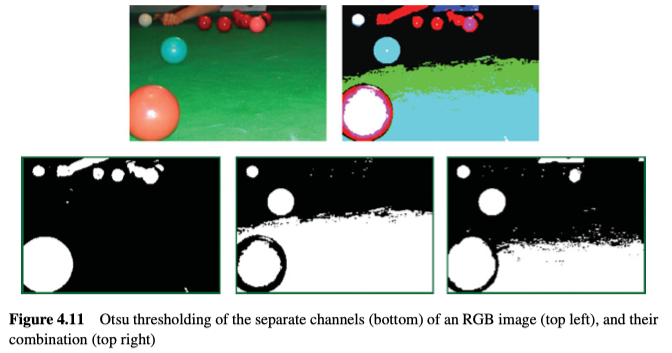 Figure 4.11 Otsu thresholding of the separate channels (bottom) of an RGB image (top left), and their
combination (top right)